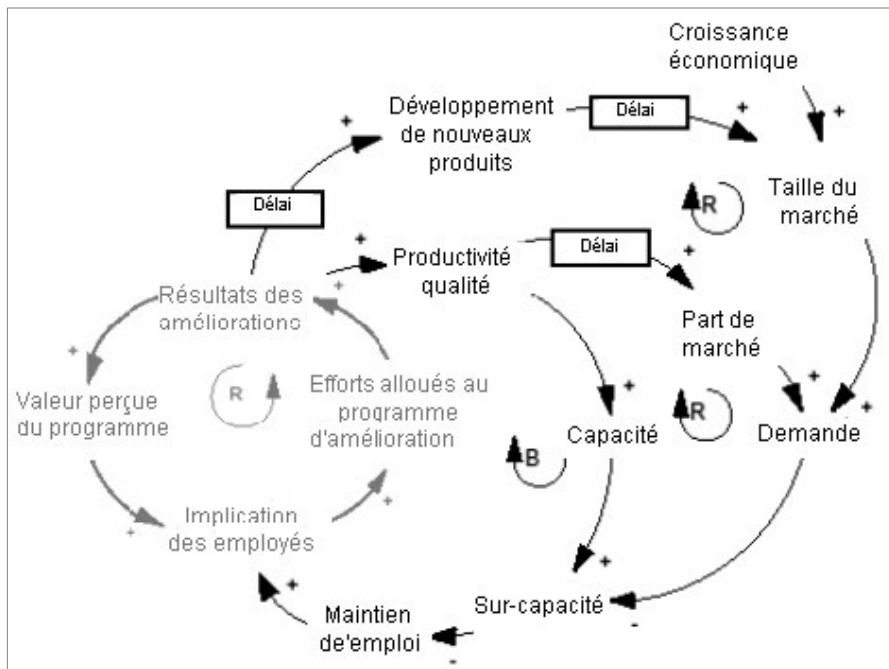 Croissance
économique
+
+
+
Développement
de nouveaux
produits
Délai
Délai
R
Taille du
marché
+
Productivité
qualité
Délai
+
+
Résultats des
améliorations
Part de
marché
+
R
Efforts alloués au
programme
d'amélioration
Valeur perçue
du programme
+
+
R
+
B
Capacité
Demande
+
+
Implication
des employés
+
+
Maintien
de'emploi
-
Sur-capacité
-